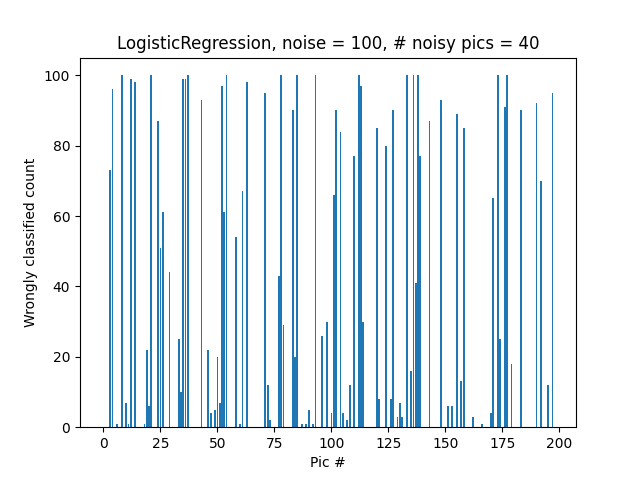 LogisticRegression, noise = 100, # noisy pics = 40
100
80
60
40
20
0
Wrongly classified count
0 25 50 75 100 125 150 175 200
Pic #